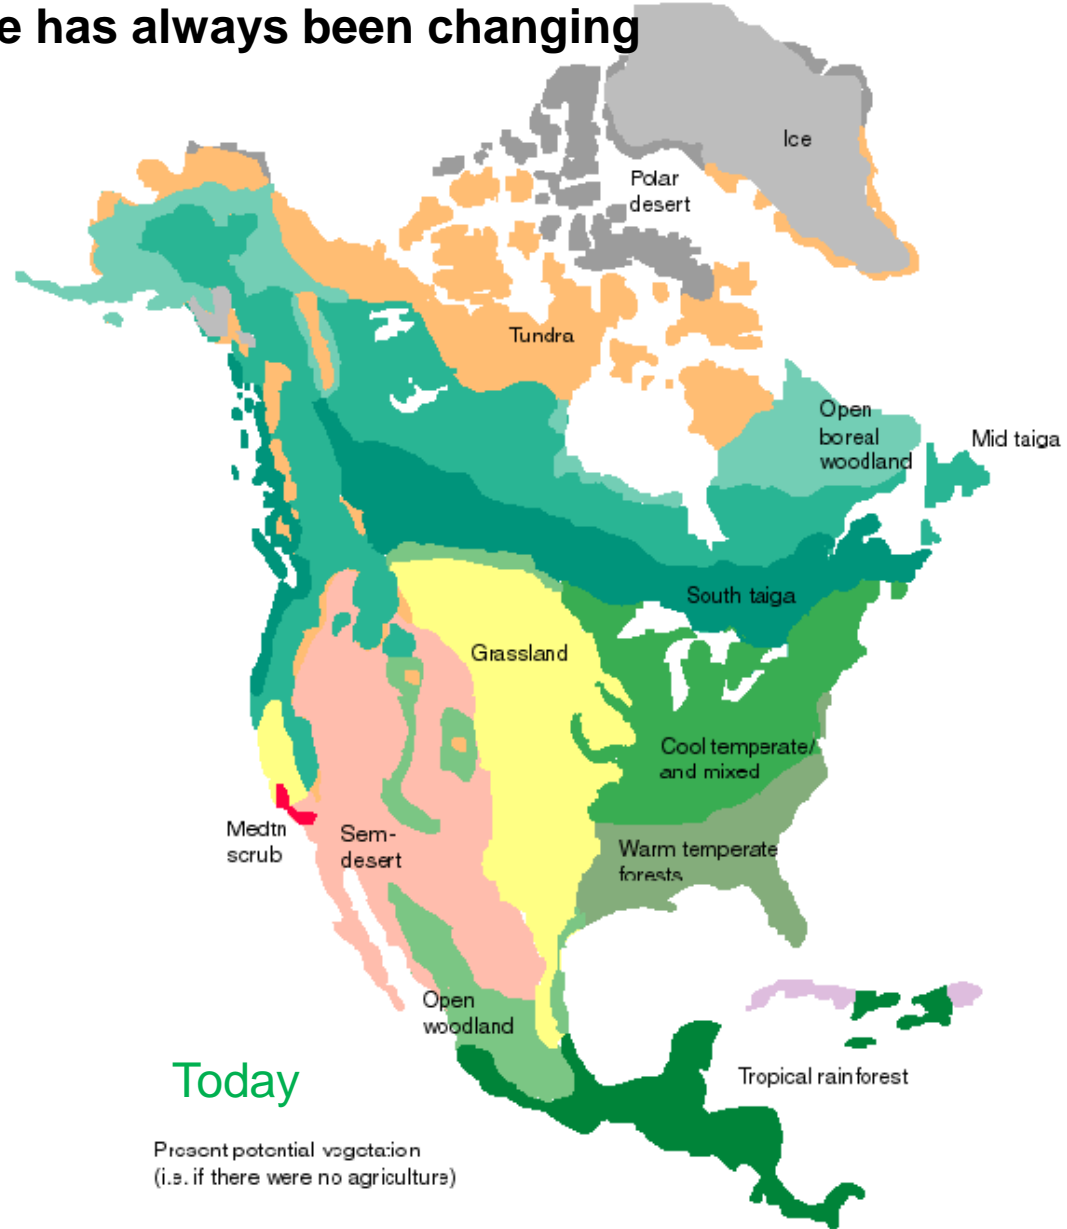 e has always been changing
Ice
Polar
desert
Tundra
Open
boreal
woodland
Mid taiga
South taiga
Grassland
Cool temperate/
and mixed
Medtn
scrub
Sem-
desert
Warm temperate
forests
Open
woodland
Today
Tropical rainforest
Present potential vegetation
(i.e. if there were no agriculture)